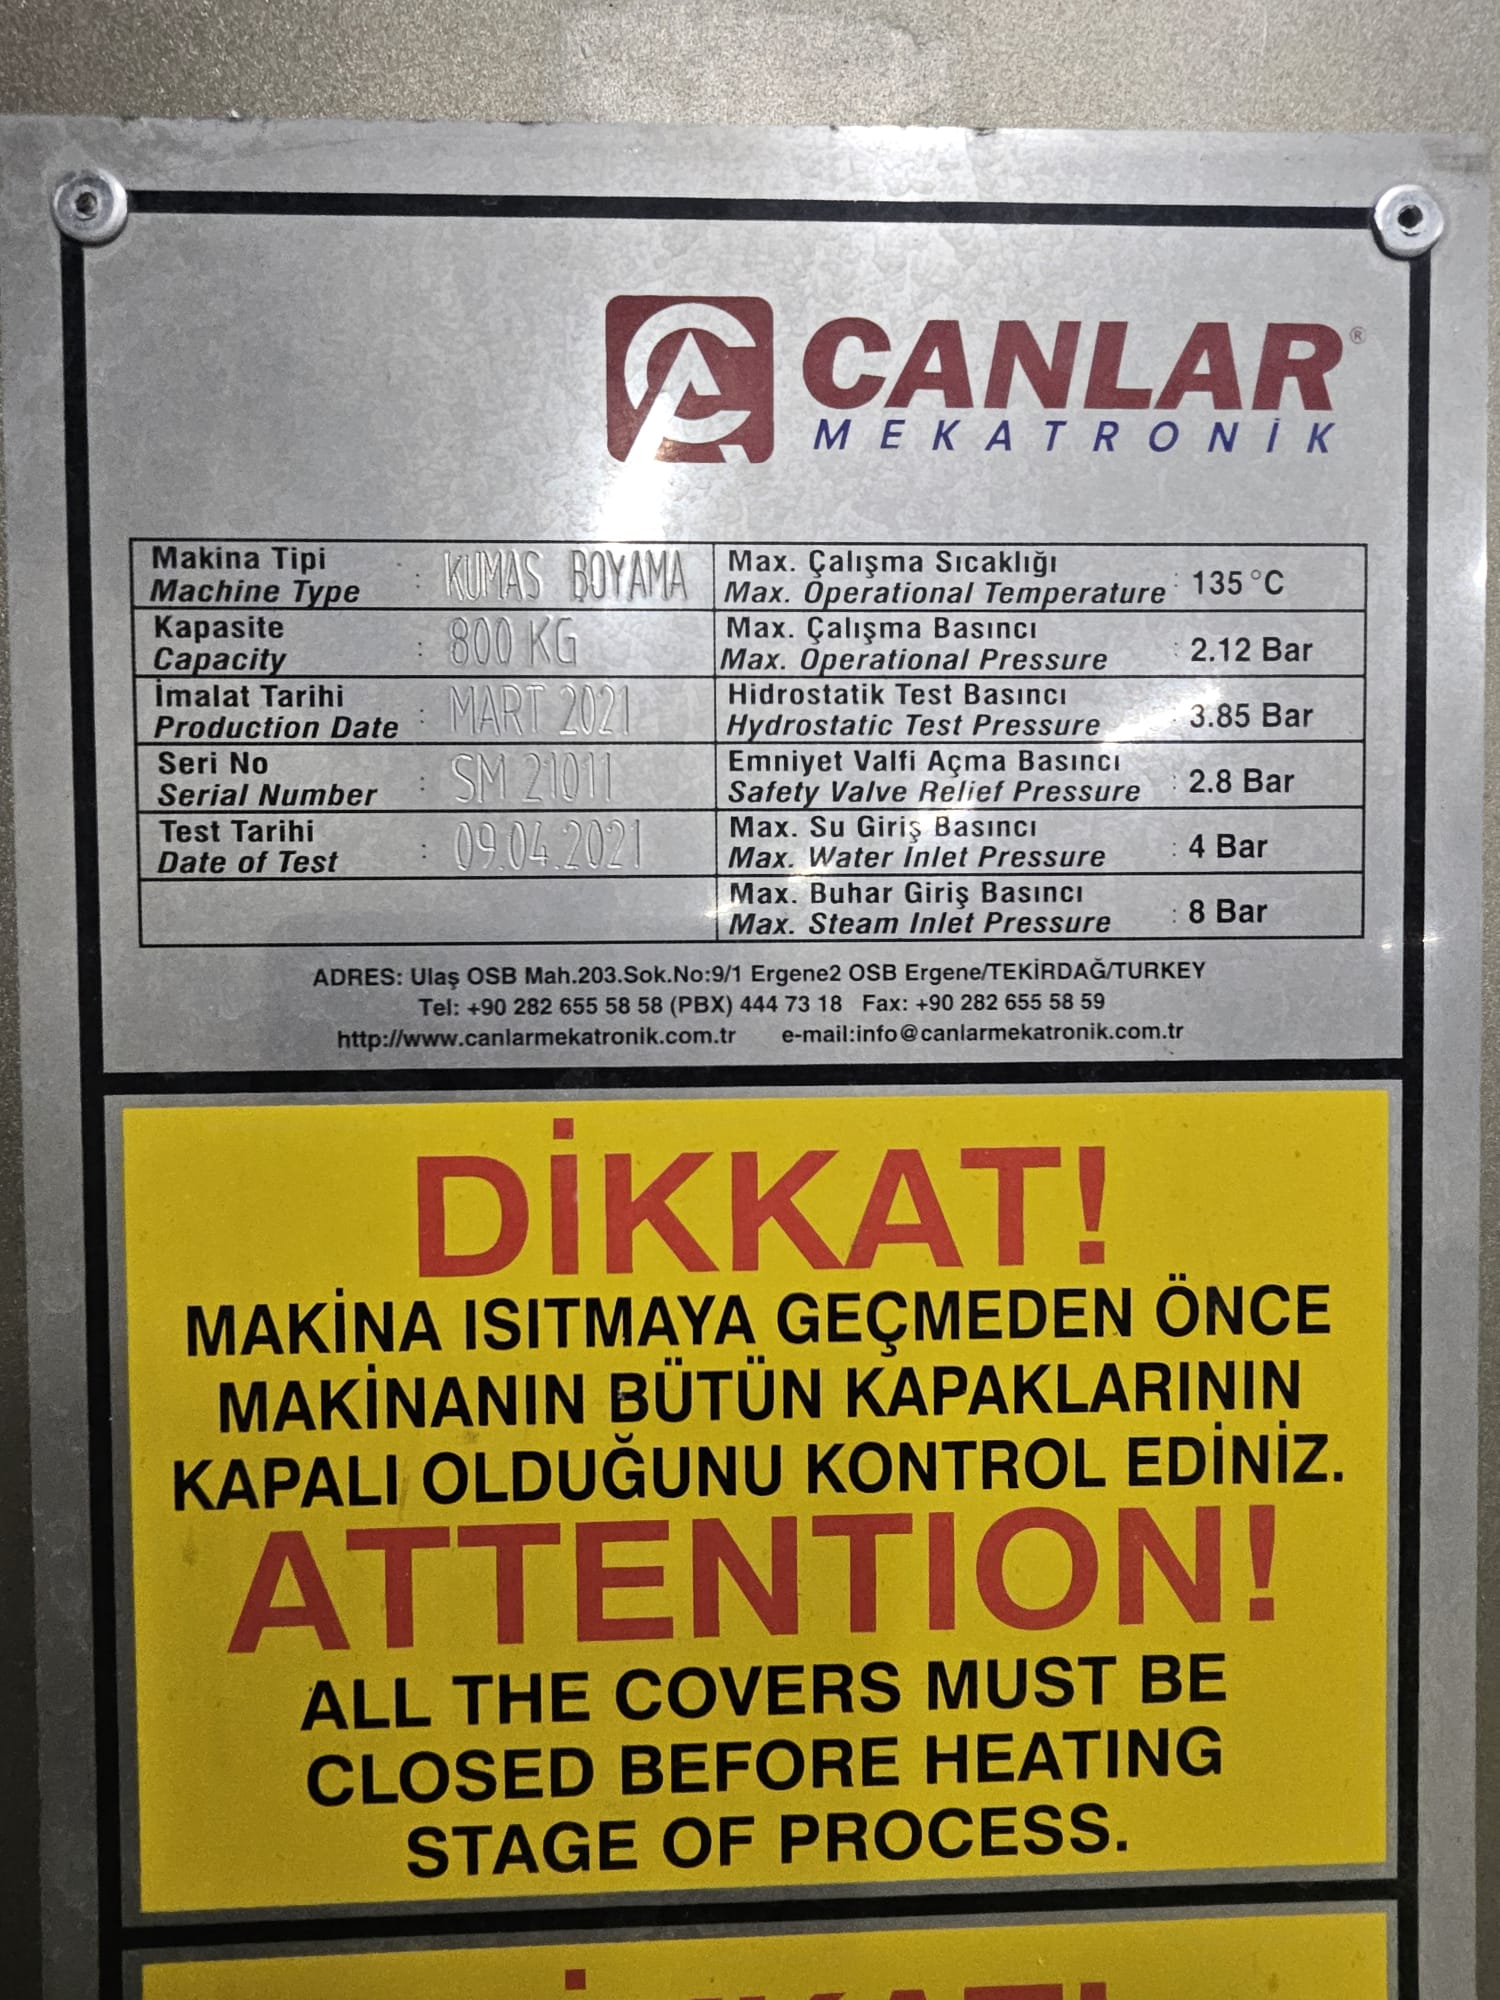 CANLAR®
MEKATRONİK
Makina Tipi
Machine Type : KUMAS BOYAMA
Kapasite
Capacity : 800 KG
İmalat Tarihi
Production Date : MART 2021
Seri No
Serial Number : SM 21011
Test Tarihi
Date of Test : 09.04.2021
Max. Çalışma Sıcaklığı
Max. Operational Temperature : 135 °C
Max. Çalışma Basıncı
Max. Operational Pressure : 2.12 Bar
Hidrostatik Test Basıncı
Hydrostatic Test Pressure : 3.85 Bar
Emniyet Valfi Açma Basıncı
Safety Valve Relief Pressure : 2.8 Bar
Max. Su Giriş Basıncı
Max. Water İnlet Pressure : 4 Bar
Max. Buhar Giriş Basıncı
Max. Steam İnlet Pressure : 8 Bar
ADRES: Ulaş OSB Mah.203.Sok.No:9/1 Ergene2 OSB Ergene/TEKİRDAĞ/TURKEY
Tel: +90 282 655 58 58 (PBX) 444 73 18 Fax: +90 282 655 58 59
http://www.canlarmekatronik.com.tr e-mail:info@canlarmekatronik.com.tr
DİKKAT!
MAKİNA ISITMAYA GEÇMEDEN ÖNCE
MAKİNANIN BÜTÜN KAPAKLARININ
KAPALI OLDUĞUNU KONTROL EDİNİZ.
ATTENTION!
ALL THE COVERS MUST BE
CLOSED BEFORE HEATING
STAGE OF PROCESS.